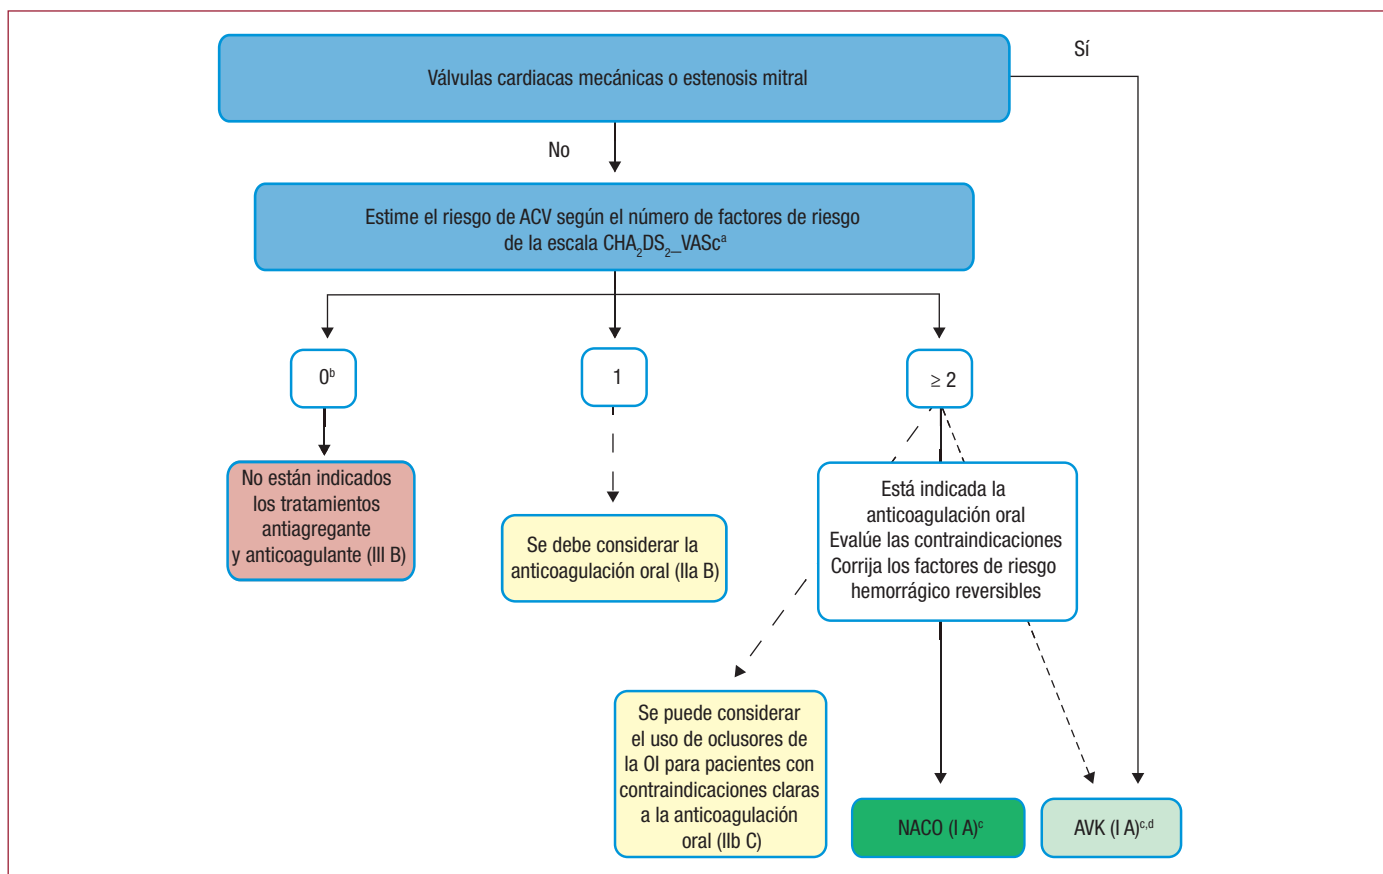 Válvulas cardiacas mecánicas o estenosis mitral
Sí
No
Estime el riesgo de ACV según el número de factores de riesgo
de la escala CHA₂DS₂_VAScᵃ
0ᵇ
1
≥ 2
No están indicados
los tratamientos
antiagregante
y anticoagulante (III B)
Se debe considerar la
anticoagulación oral (IIa B)
Está indicada la
anticoagulación oral
Evalúe las contraindicaciones
Corrija los factores de riesgo
hemorrágico reversibles
Se puede considerar
el uso de oclusores de
la OI para pacientes con
contraindicaciones claras
a la anticoagulación
oral (IIb C)
NACO (I A)ᶜ
AVK (I A)ᶜ,ᵈ